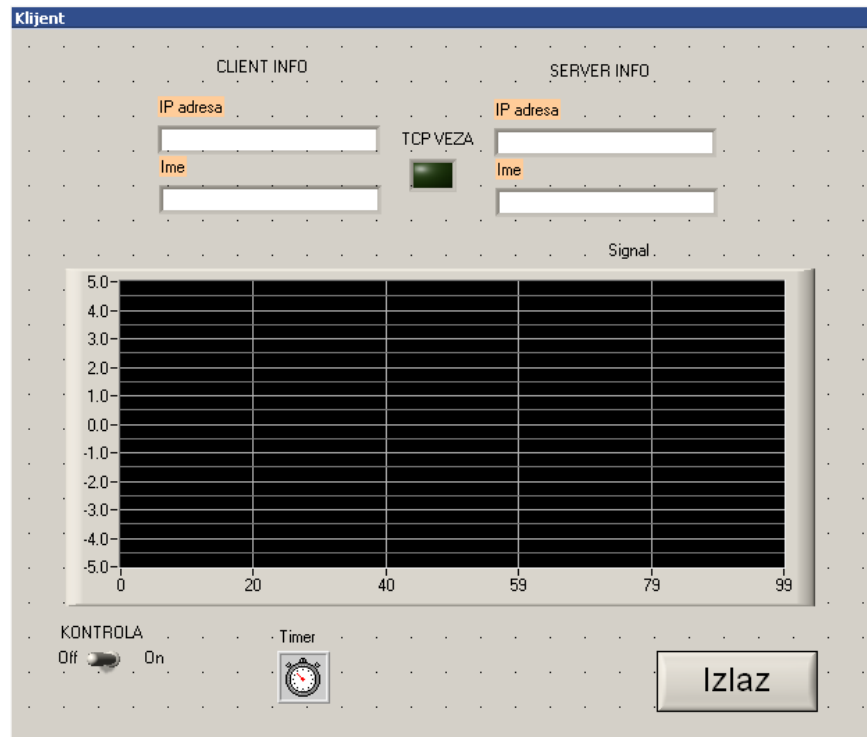 Klijent
CLIENT INFO
SERVER INFO
IP adresa
IP adresa
TCP VEZA
Ime
Ime
Signal
5.0
4.0
3.0
2.0
1.0
0.0
-1.0
-2.0
-3.0
-4.0
-5.0
0 20 40 59 79 99
KONTROLA
Timer
Off On
Izlaz